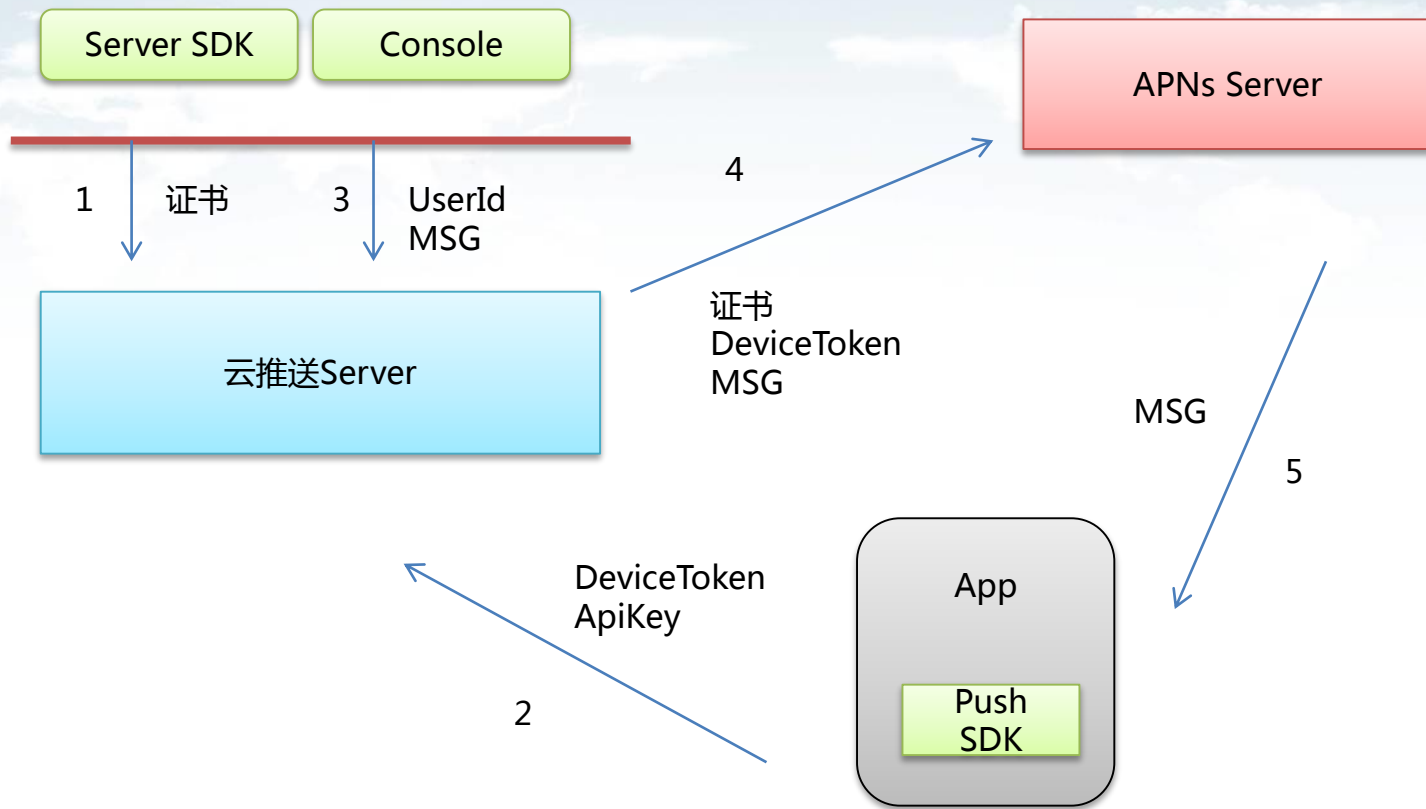 Server SDK
Console
APNs Server
1
证书
3
UserId
MSG
4
证书
DeviceToken
MSG
云推送Server
MSG
5
DeviceToken
ApiKey
2
App
Push
SDK